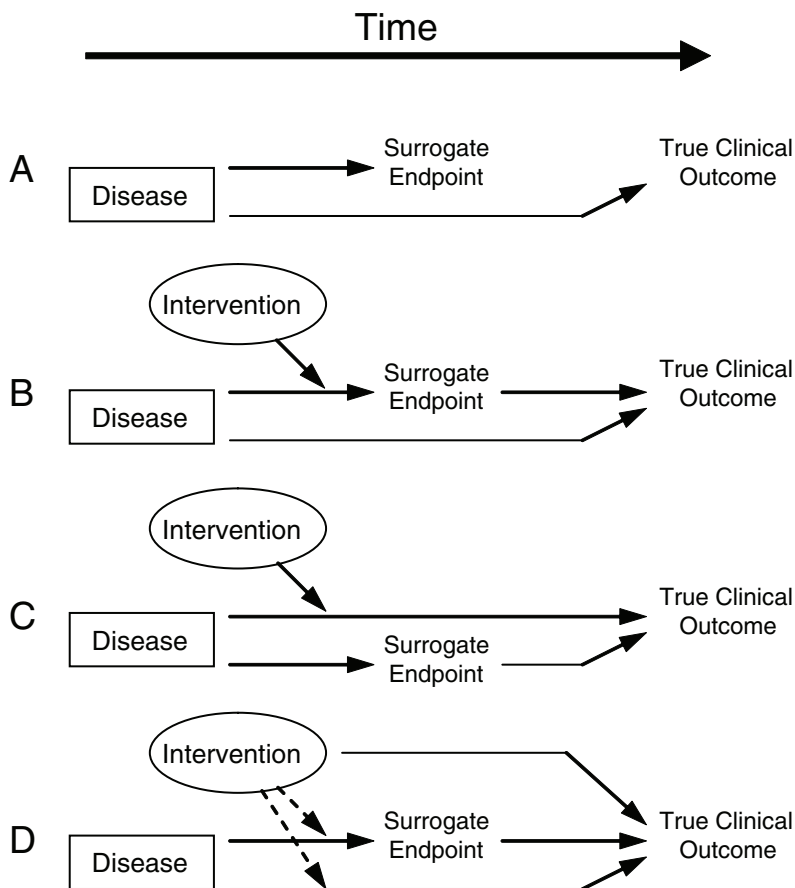 Time
A
Disease
Surrogate
Endpoint
True Clinical
Outcome
Intervention
B
Disease
Surrogate
Endpoint
True Clinical
Outcome
Intervention
C
Disease
Surrogate
Endpoint
True Clinical
Outcome
Intervention
D
Disease
Surrogate
Endpoint
True Clinical
Outcome